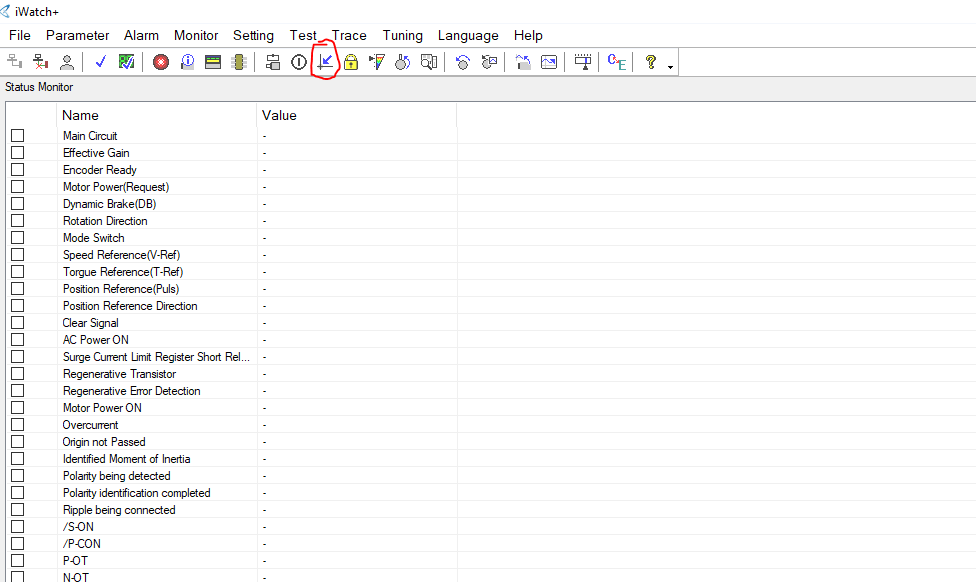 iWatch+
File Parameter Alarm Monitor Setting Test Trace Tuning Language Help
Status Monitor
Name Value
Main Circuit -
Effective Gain -
Encoder Ready -
Motor Power(Request) -
Dynamic Brake(DB) -
Rotation Direction -
Mode Switch -
Speed Reference(V-Ref) -
Torgue Reference(T-Ref) -
Position Reference(Puls) -
Position Reference Direction -
Clear Signal -
AC Power ON -
Surge Current Limit Register Short Rel... -
Regenerative Transistor -
Regenerative Error Detection -
Motor Power ON -
Overcurrent -
Origin not Passed -
Identified Moment of Inertia -
Polarity being detected -
Polarity identification completed -
Ripple being connected -
/S-ON -
/P-CON -
P-OT -
N-OT -